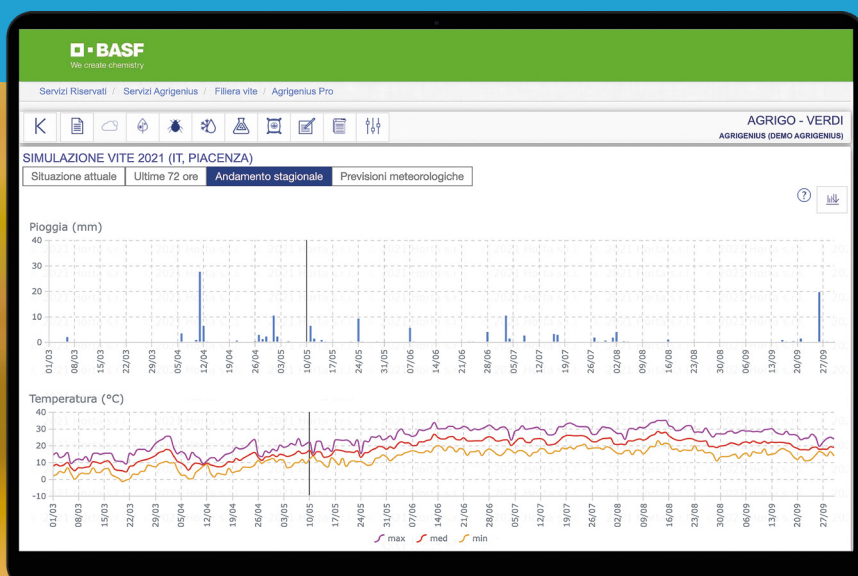 BASF
We create chemistry
Servizi Riservati / Servizi Agrigenius / Filiera vite / Agrigenius Pro
AGRIGO - VERDI
AGRIGENIUS (DEMO AGRIGENIUS)
SIMULAZIONE VITE 2021 (IT, PIACENZA)
Situazione attuale Ultime 72 ore Andamento stagionale Previsioni meteorologiche
?
Pioggia (mm)
40
30
20
10
0
01/03 08/03 15/03 22/03 29/03 05/04 12/04 19/04 26/04 03/05 10/05 17/05 24/05 31/05 07/06 14/06 21/06 28/06 05/07 12/07 19/07 26/07 02/08 09/08 16/08 23/08 30/08 06/09 13/09 20/09 27/09
Temperatura (°C)
40
30
20
10
0
-10
01/03 08/03 15/03 22/03 29/03 05/04 12/04 19/04 26/04 03/05 10/05 17/05 24/05 31/05 07/06 14/06 21/06 28/06 05/07 12/07 19/07 26/07 02/08 09/08 16/08 23/08 30/08 06/09 13/09 20/09 27/09
max med min